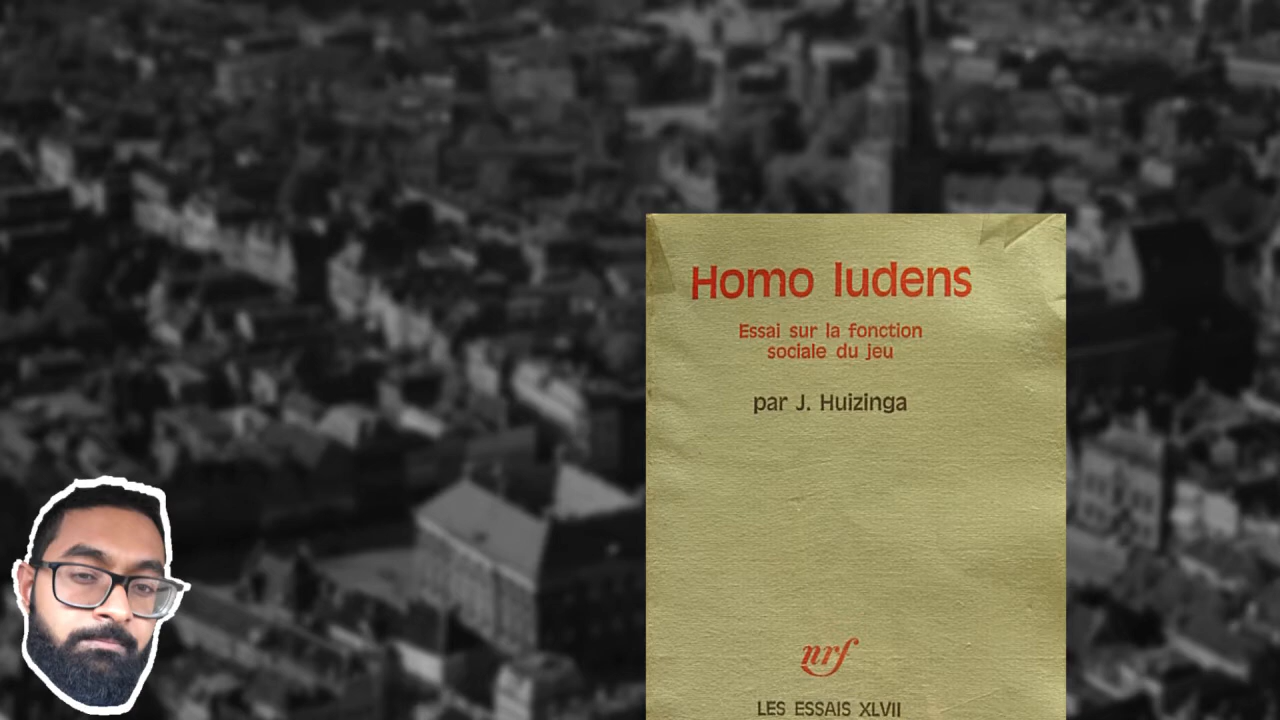 Homo ludens
Essai sur la fonction
sociale du jeu
par J. Huizinga
nrf
LES ESSAIS XLVII